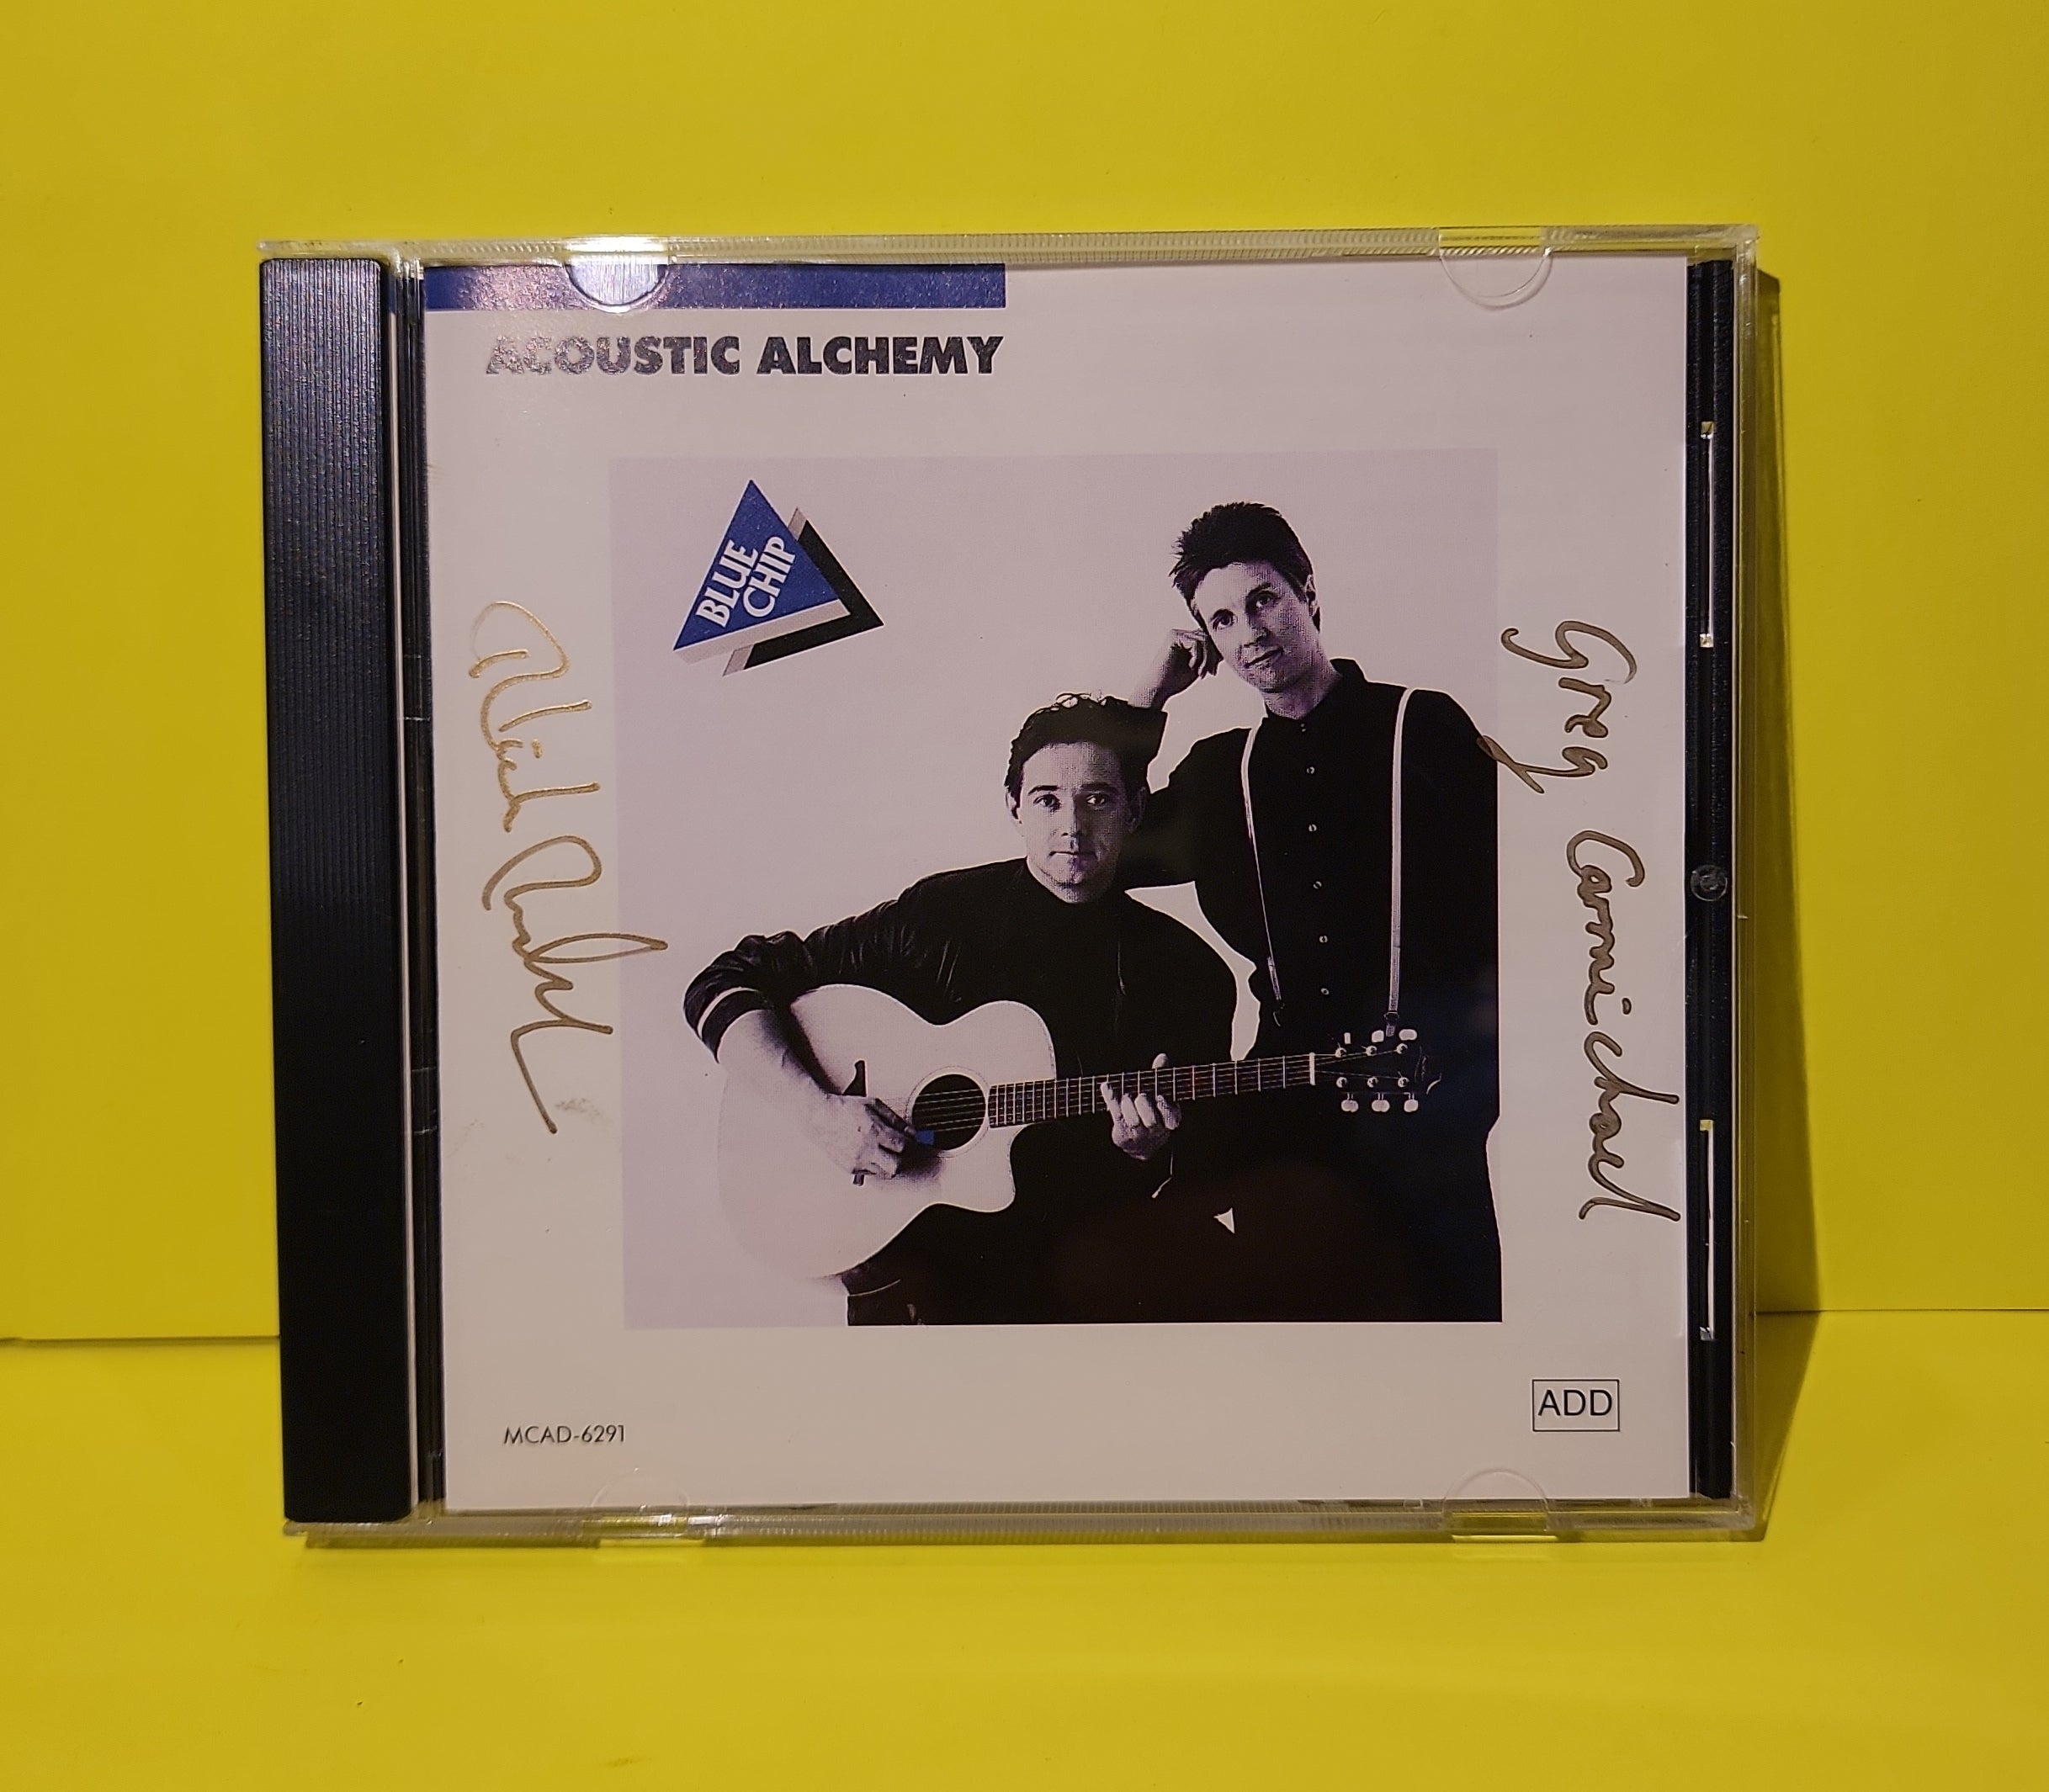 ACOUSTIC ALCHEMY
BLUE
CHIP
Greg Carmichael
MCAD-6291
ADD